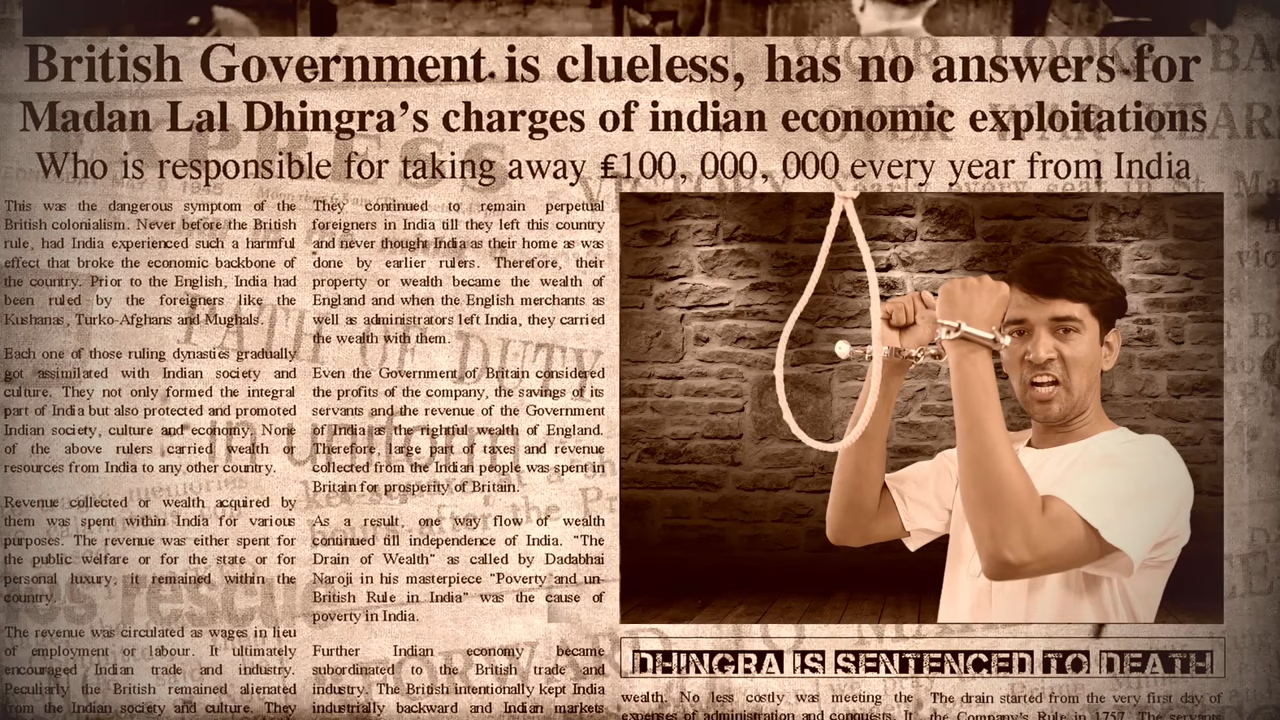 British Government is clueless, has no answers for
Madan Lal Dhingra's charges of indian economic exploitations
Who is responsible for taking away ₤100, 000, 000 every year from India
This was the dangerous symptom of the
British colonialism. Never before the British
rule, had India experienced such a harmful
effect that broke the economic backbone of
the country. Prior to the English, India had
been ruled by the foreigners like the
Kushanas, Turko-Afghans and Mughals.
Each one of those ruling dynasties gradually
got assimilated with Indian society and
culture. They not only formed the integral
part of India but also protected and promoted
Indian society, culture and economy. None
of the above rulers carried wealth or
resources from India to any other country.
Revenue collected or wealth acquired by
them was spent within India for various
purposes. The revenue was either spent for
the public welfare or for the state or for
personal luxury, it remained within the
country.
The revenue was circulated as wages in lieu
of employment or labour. It ultimately
encouraged Indian trade and industry.
Peculiarly the British remained alienated
from the Indian society and culture. They
They continued to remain perpetual
foreigners in India till they left this country
and never thought India as their home as was
done by earlier rulers. Therefore, their
property or wealth became the wealth of
England and when the English merchants as
well as administrators left India, they carried
the wealth with them.
Even the Government of Britain considered
the profits of the company, the savings of its
servants and the revenue of the Government
of India as the rightful wealth of England.
Therefore, large part of taxes and revenue
collected from the Indian people was spent in
Britain for prosperity of Britain.
As a result, one way flow of wealth
continued till independence of India. "The
Drain of Wealth" as called by Dadabhai
Naroji in his masterpiece "Poverty and un-
British Rule in India" was the cause of
poverty in India.
Further Indian economy became
subordinated to the British trade and
industry. The British intentionally kept India
industrially backward and Indian markets
DHINGRA IS SENTENCED TO DEATH
wealth. No less costly was meeting the
expenses of administration and conquests. It
The drain started from the very first day of
the Company's Rule in 1757. The
PATH OF DUTY